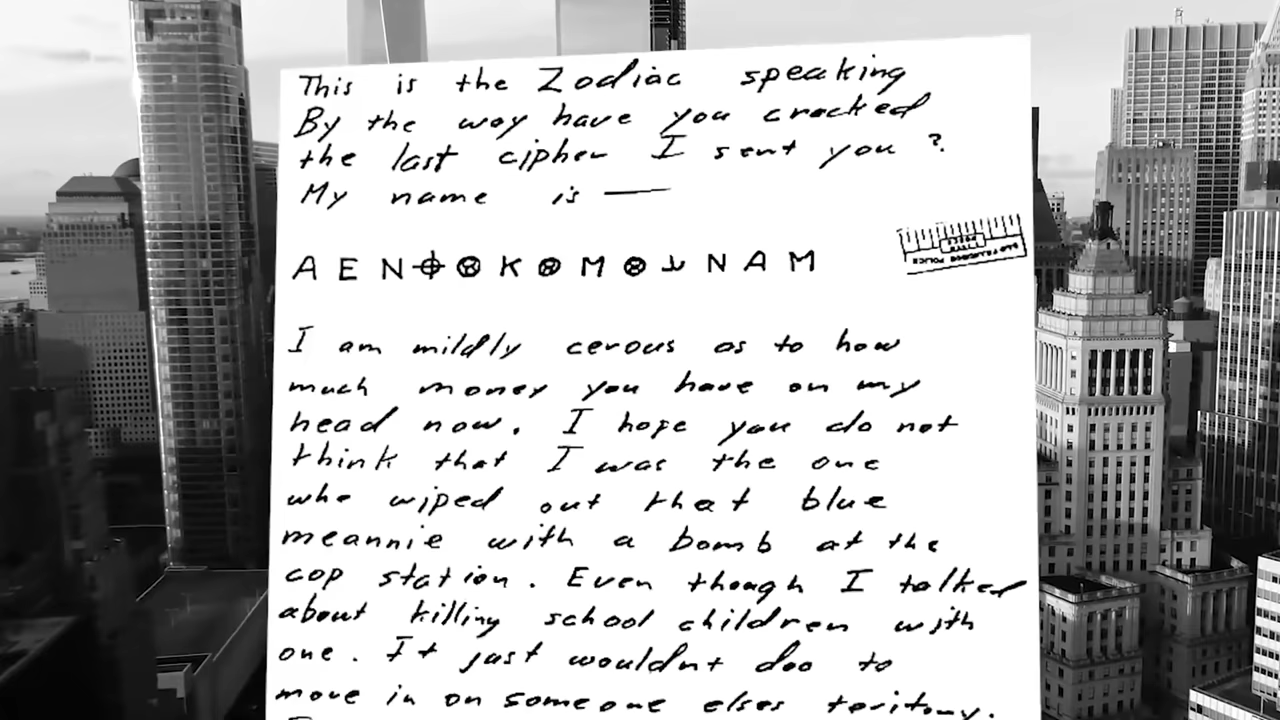 This is the Zodiac speaking
By the way have you cracked
the last cipher I sent you ?
My name is —
A E N ⌖ ⊗ K ⊗ M ⊗ N A M
I am mildly cerous as to how
much money you have on my
head now. I hope you do not
think that I was the one
who wiped out that blue
meannie with a bomb at the
cop station. Even though I talked
about killing school children with
one. It just wouldnt doo to
move in on someone elses teritory.